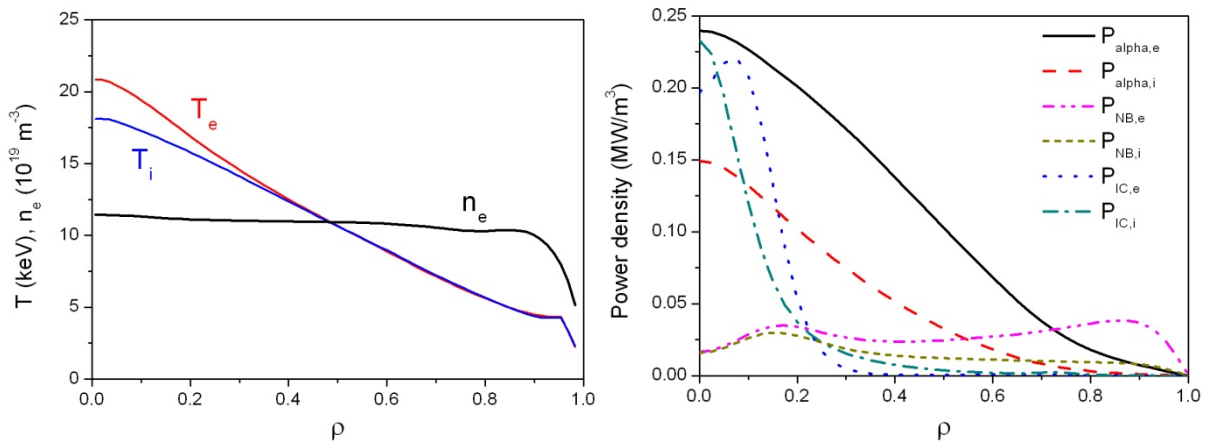 25
20
15
10
5
0
T (keV), n_e (10^19 m^-3)
T_e
T_i
n_e
0.0 0.2 0.4 0.6 0.8 1.0
ρ
0.25
0.20
0.15
0.10
0.05
0.00
Power density (MW/m^3)
P_alpha,e
P_alpha,i
P_NB,e
P_NB,i
P_IC,e
P_IC,i
0.0 0.2 0.4 0.6 0.8 1.0
ρ